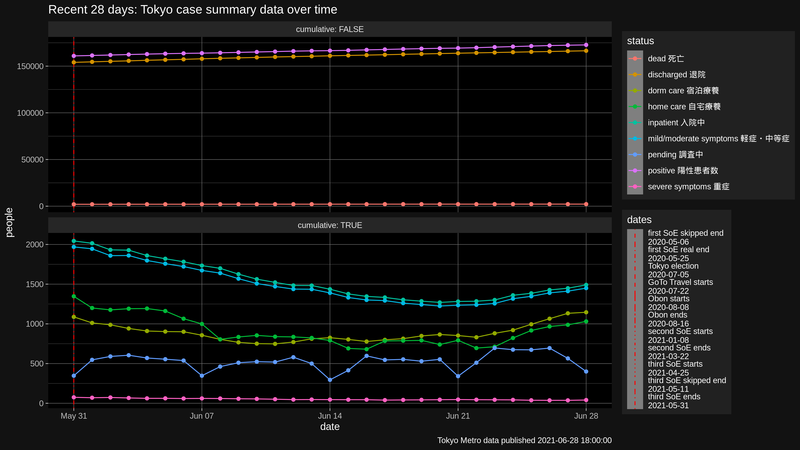 Recent 28 days: Tokyo case summary data over time
cumulative: FALSE
150000
100000
50000
0
cumulative: TRUE
2000
1500
1000
500
0
people
May 31
Jun 07
Jun 14
Jun 21
Jun 28
date
Tokyo Metro data published 2021-06-28 18:00:00
status
dead 死亡
discharged 退院
dorm care 宿泊療養
home care 自宅療養
inpatient 入院中
mild/moderate symptoms 軽症・中等症
pending 調査中
positive 陽性患者数
severe symptoms 重症
dates
first SoE skipped end
2020-05-06
first SoE real end
2020-05-25
Tokyo election
2020-07-05
GoTo Travel starts
2020-07-22
Obon starts
2020-08-08
Obon ends
2020-08-16
second SoE starts
2021-01-08
second SoE ends
2021-03-22
third SoE starts
2021-04-25
third SoE skipped end
2021-05-11
third SoE ends
2021-05-31